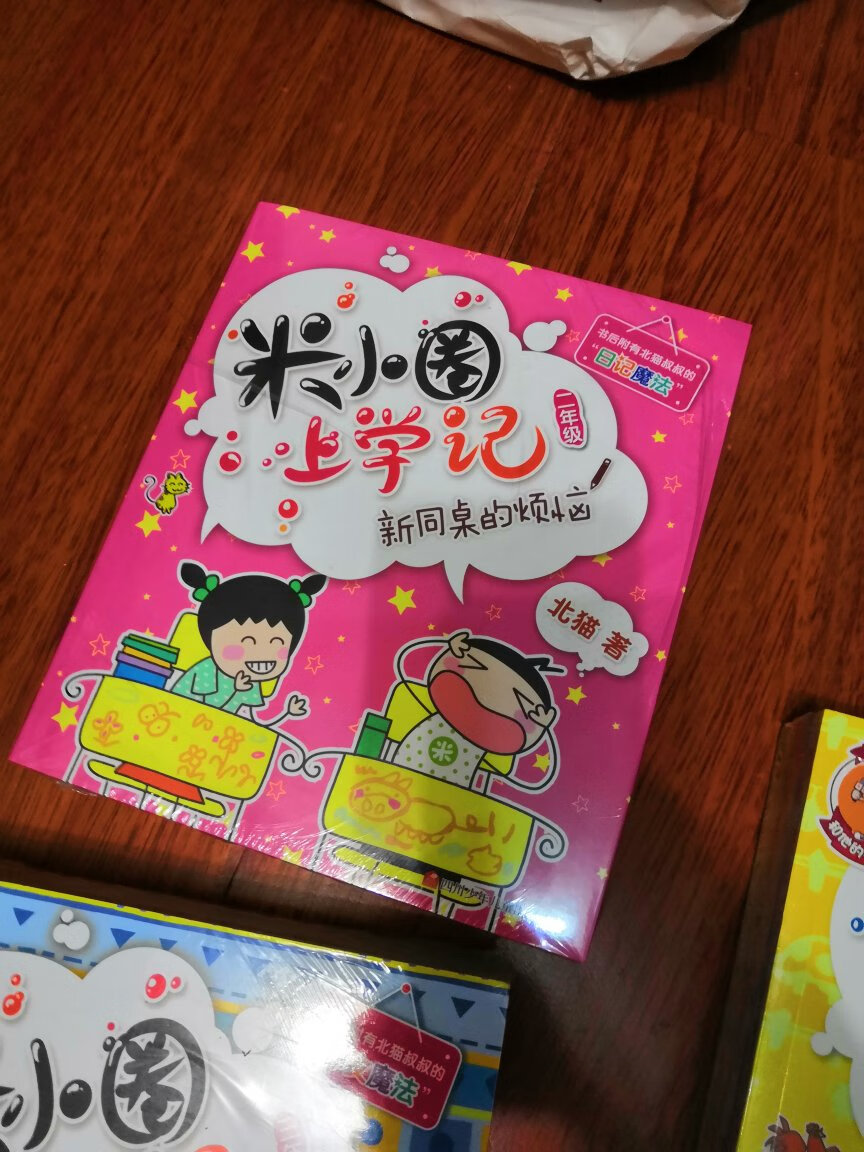 米小圈
上学记
二年级
新同桌的烦恼
书后附有北猫叔叔的
“日记魔法”
北猫 著
米
小圈
有北猫叔叔的
魔法”